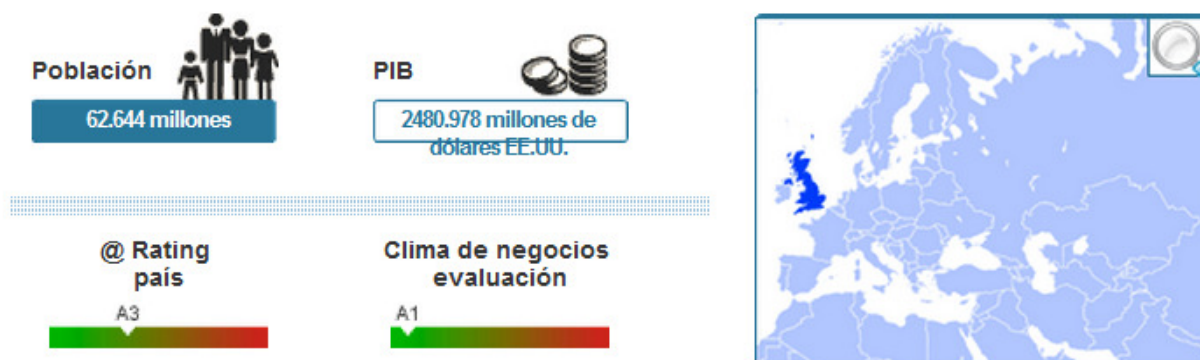 Población
62.644 millones
PIB
2480.978 millones de
dólares EE.UU.
@ Rating
país
A3
Clima de negocios
evaluación
A1